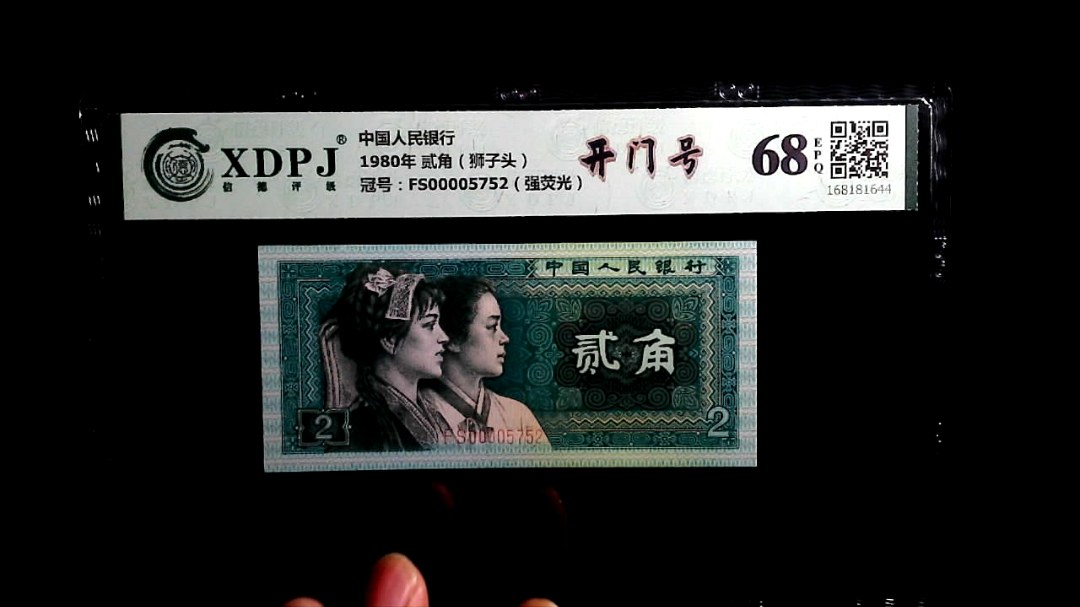 XDPJ®
信德评级
中国人民银行
1980年 贰角（狮子头）
冠号：FS00005752（强荧光）
开门号
68
EPQ
168181644
中国人民银行
贰角
2
FS00005752
2